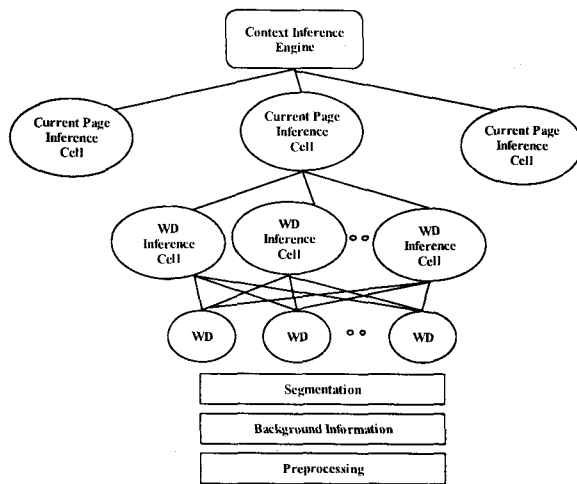 Context Inference
Engine
Current Page
Inference
Cell
Current Page
Inference
Cell
Current Page
Inference
Cell
WD
Inference
Cell
WD
Inference
Cell
WD
Inference
Cell
WD
WD
WD
Segmentation
Background Information
Preprocessing